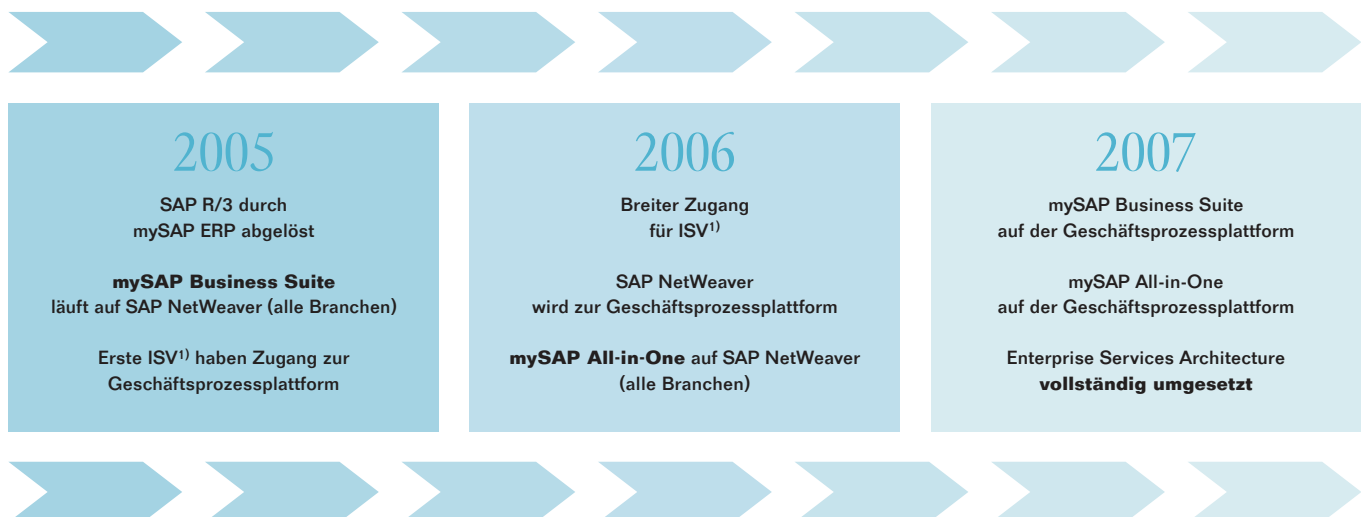 2005
SAP R/3 durch
mySAP ERP abgelöst
mySAP Business Suite
läuft auf SAP NetWeaver (alle Branchen)
Erste ISV¹⁾ haben Zugang zur
Geschäftsprozessplattform
2006
Breiter Zugang
für ISV¹⁾
SAP NetWeaver
wird zur Geschäftsprozessplattform
mySAP All-in-One auf SAP NetWeaver
(alle Branchen)
2007
mySAP Business Suite
auf der Geschäftsprozessplattform
mySAP All-in-One
auf der Geschäftsprozessplattform
Enterprise Services Architecture
vollständig umgesetzt